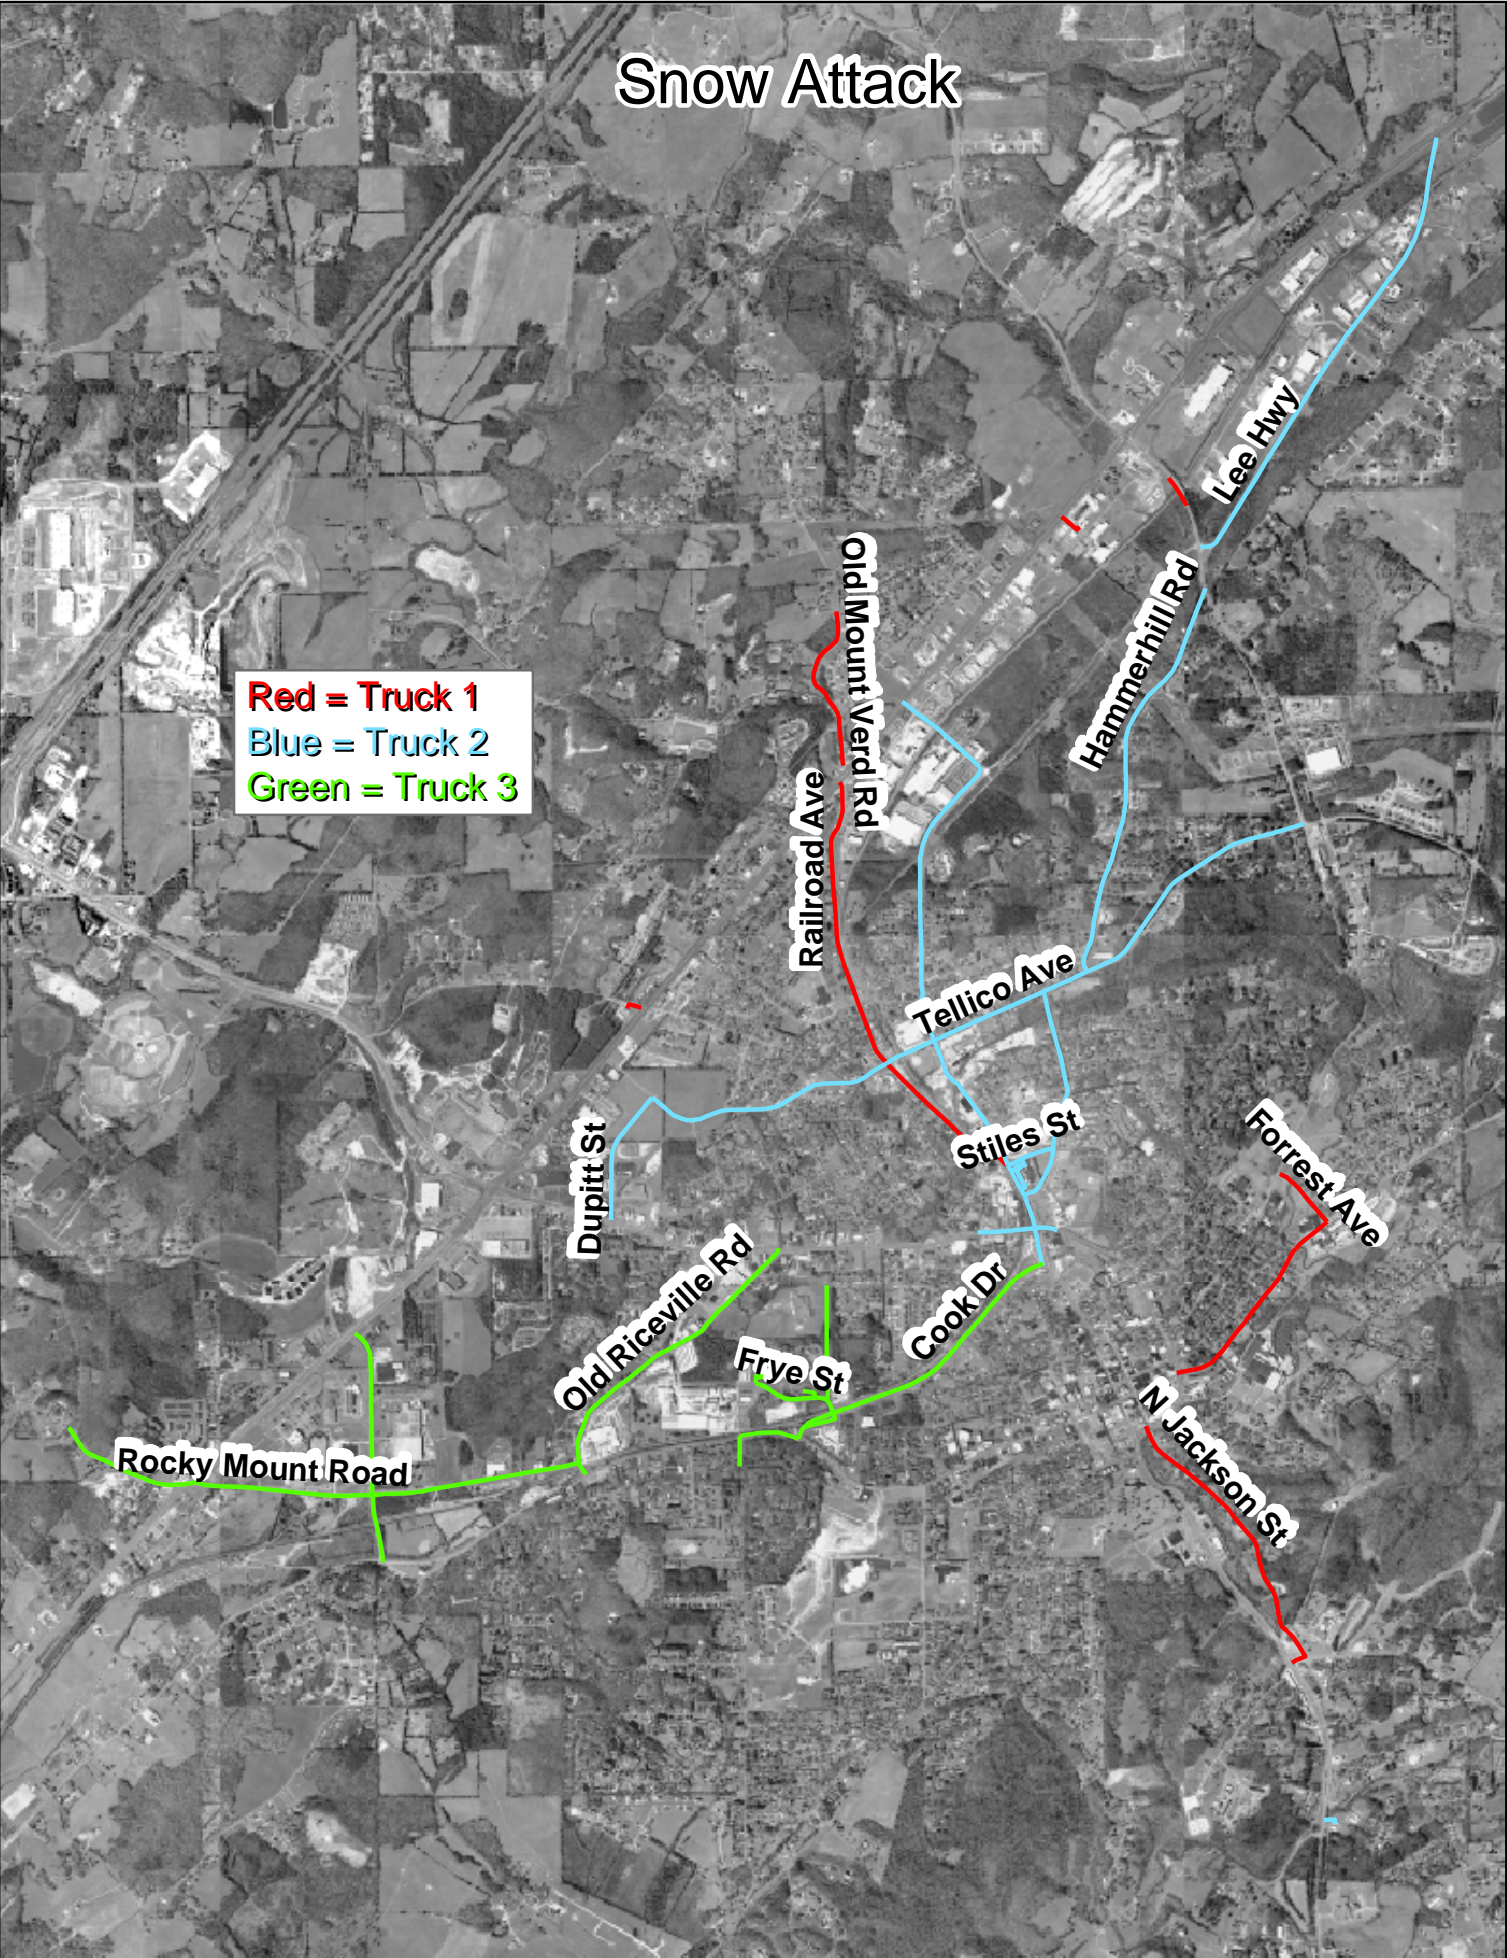 Snow Attack
Lee Hwy
Old Mount Verd Rd
Hammerhill Rd
Red = Truck 1
Blue = Truck 2
Green = Truck 3
Railroad Ave
Tellico Ave
Stiles St
Dupitt St
Forrest Ave
Old Riceville Rd
Cook Dr
Frye St
N Jackson St
Rocky Mount Road